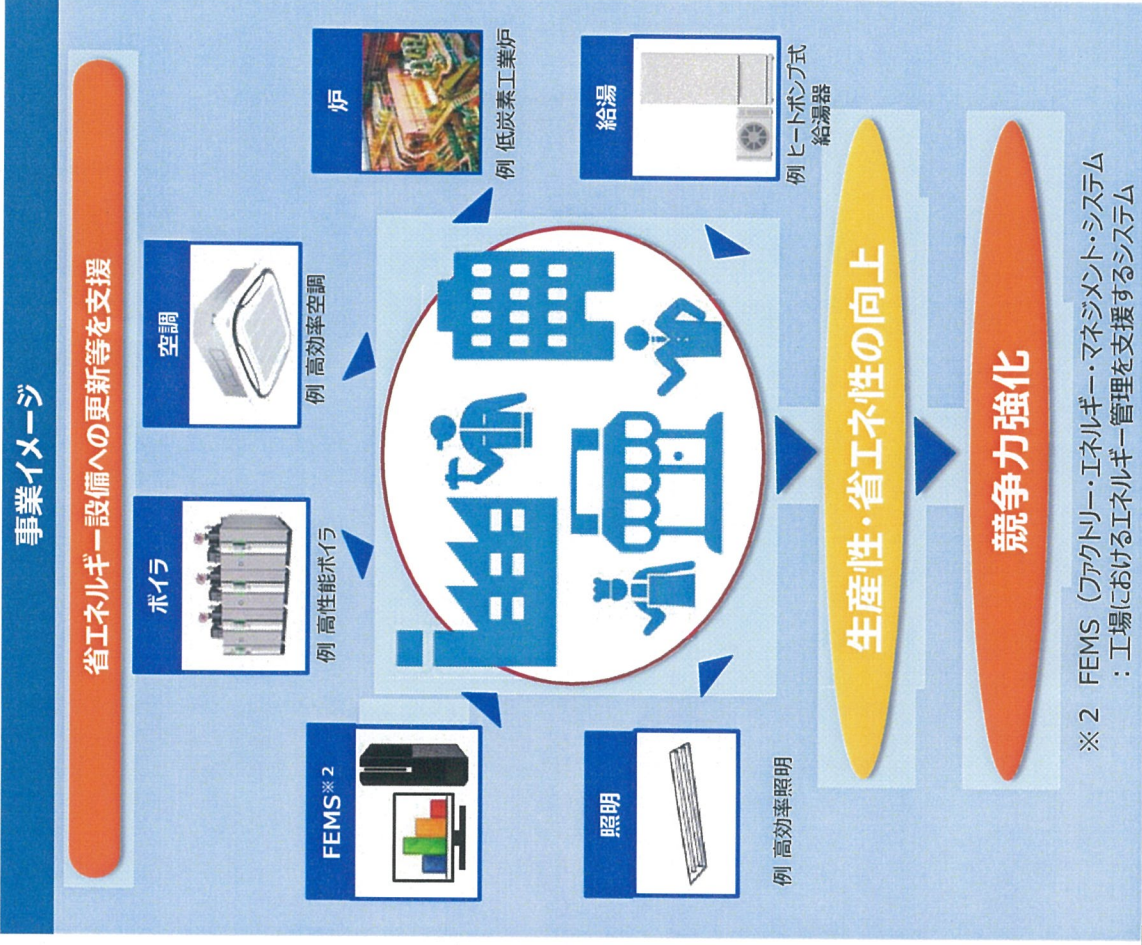 事業イメージ
省エネルギー設備への更新等を支援
ボイラ
例 高性能ボイラ
空調
例 高効率空調
FEMS※2
炉
例 低炭素工業炉
照明
例 高効率照明
給湯
例 ヒートポンプ式
給湯器
生産性・省エネ性の向上
競争力強化
※2 FEMS（ファクトリー・エネルギー・マネジメント・システム
：工場におけるエネルギー管理を支援するシステム